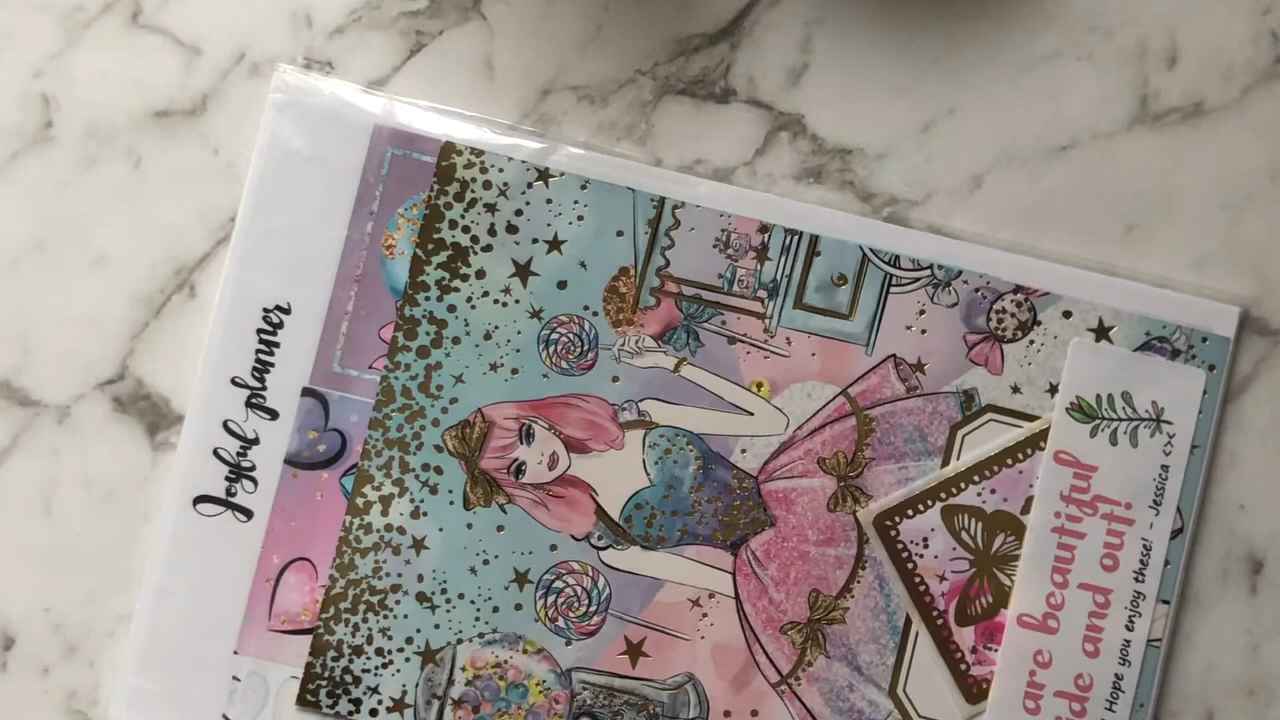 Joyful planner
are beautiful
ide and out!
Hope you enjoy these! - Jessica <><